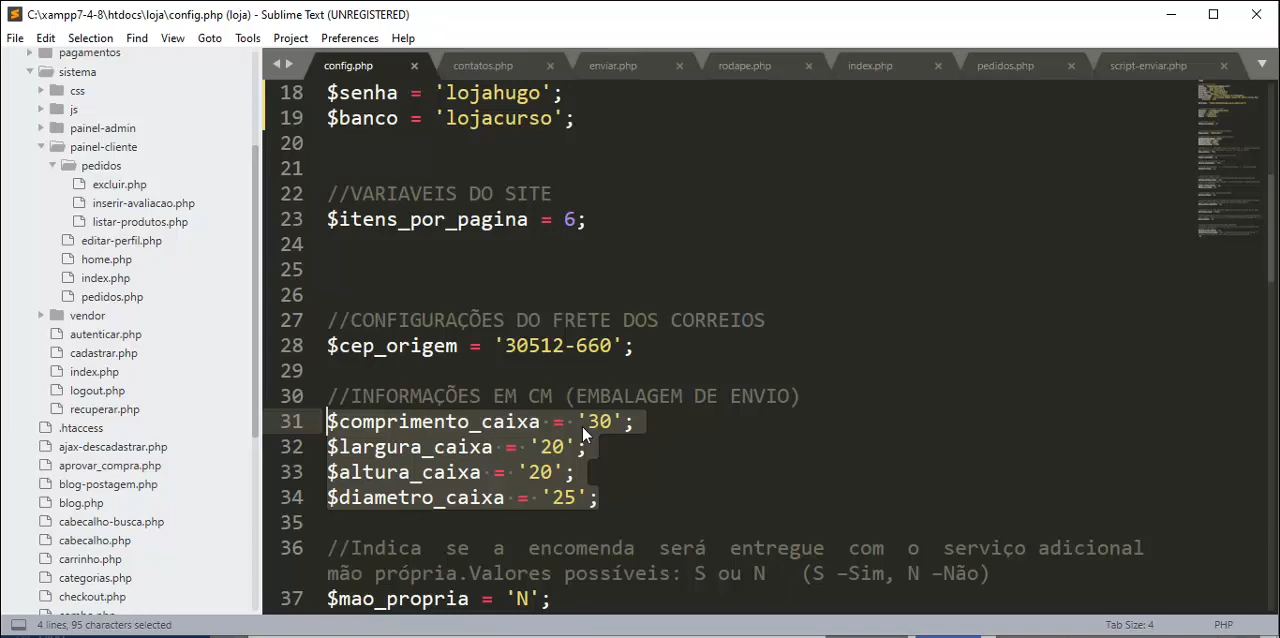 C:\xampp7-4-8\htdocs\loja\config.php (loja) - Sublime Text (UNREGISTERED)
File Edit Selection Find View Goto Tools Project Preferences Help
pagamentos
sistema
css
js
painel-admin
painel-cliente
pedidos
excluir.php
inserir-avaliacao.php
listar-produtos.php
editar-perfil.php
home.php
index.php
pedidos.php
vendor
autenticar.php
cadastrar.php
index.php
logout.php
recuperar.php
.htaccess
ajax-descadastrar.php
aprovar_compra.php
blog-postagem.php
blog.php
cabecalho-busca.php
cabecalho.php
carrinho.php
categorias.php
checkout.php
config.php contatos.php enviar.php rodape.php index.php pedidos.php script-enviar.php
18 $senha = 'lojahugo';
19 $banco = 'lojacurso';
20
21
22 //VARIAVEIS DO SITE
23 $itens_por_pagina = 6;
24
25
26
27 //CONFIGURAÇÕES DO FRETE DOS CORREIOS
28 $cep_origem = '30512-660';
29
30 //INFORMAÇÕES EM CM (EMBALAGEM DE ENVIO)
31 $comprimento_caixa = '30';
32 $largura_caixa = '20';
33 $altura_caixa = '20';
34 $diametro_caixa = '25';
35
36 //Indica se a encomenda será entregue com o serviço adicional
mão própria.Valores possíveis: S ou N (S –Sim, N –Não)
37 $mao_propria = 'N';
4 lines, 95 characters selected Tab Size: 4 PHP